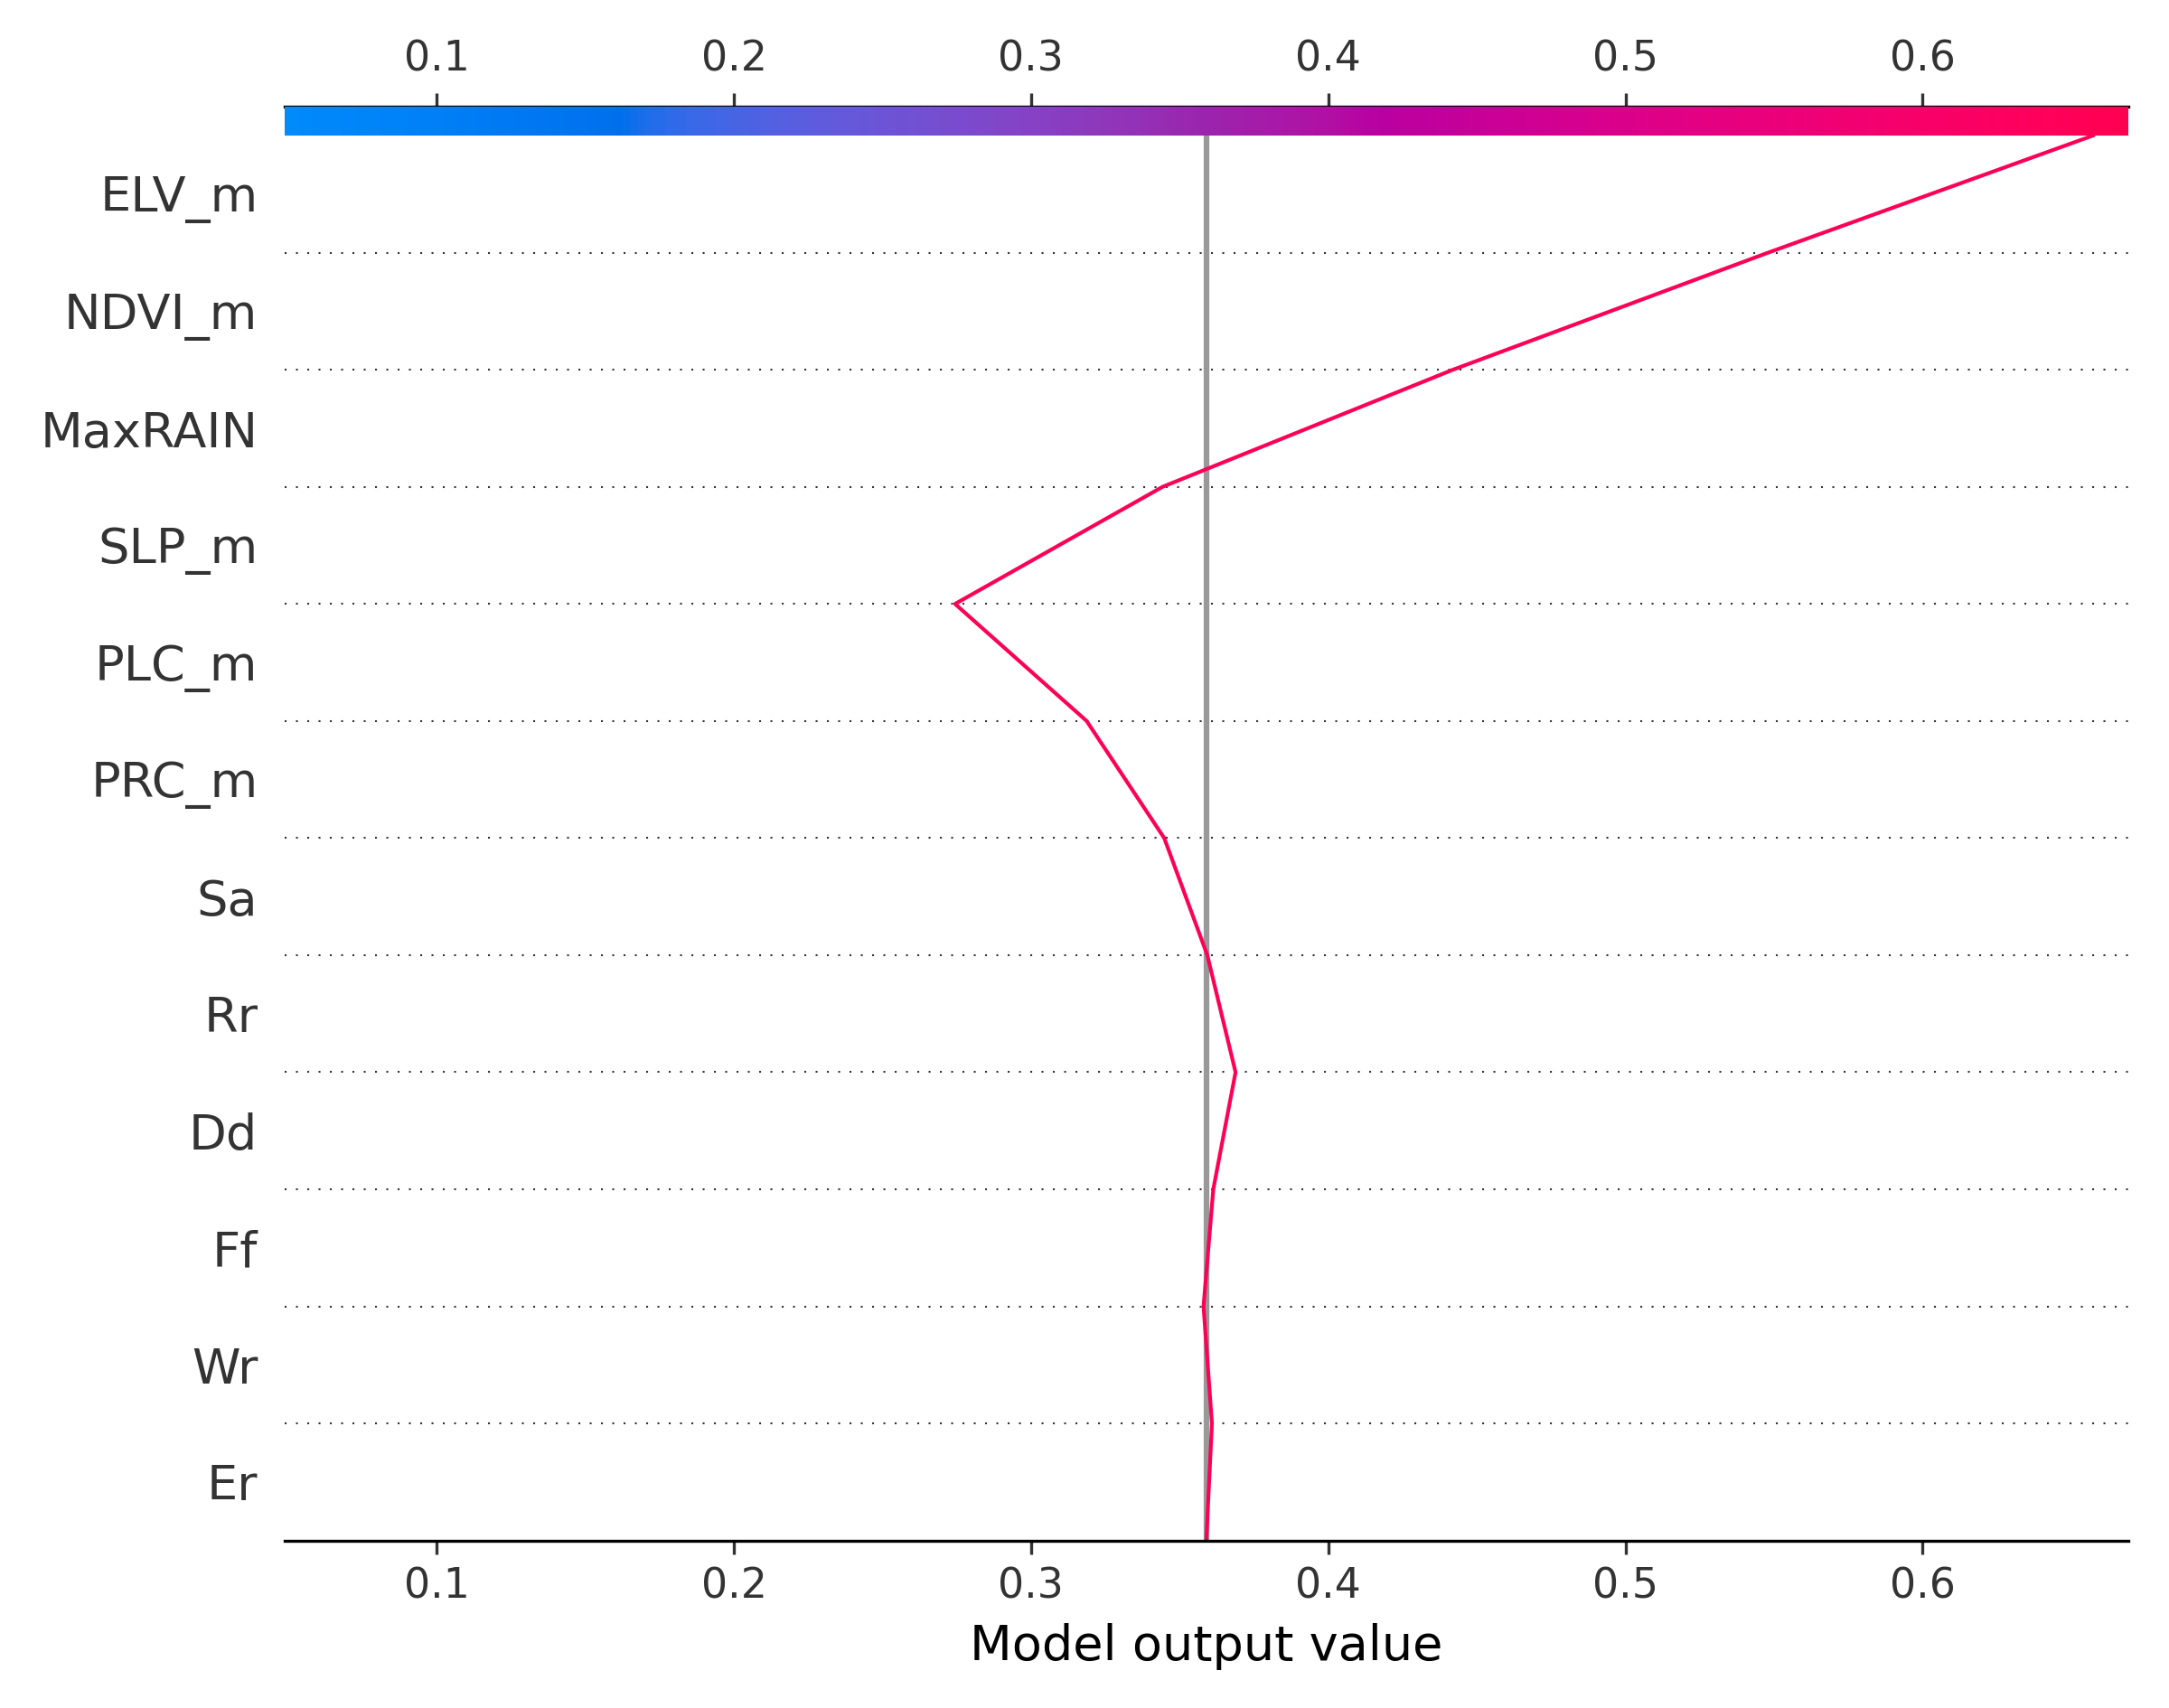 0.1 0.2 0.3 0.4 0.5 0.6
ELV_m
NDVI_m
MaxRAIN
SLP_m
PLC_m
PRC_m
Sa
Rr
Dd
Ff
Wr
Er
0.1 0.2 0.3 0.4 0.5 0.6
Model output value